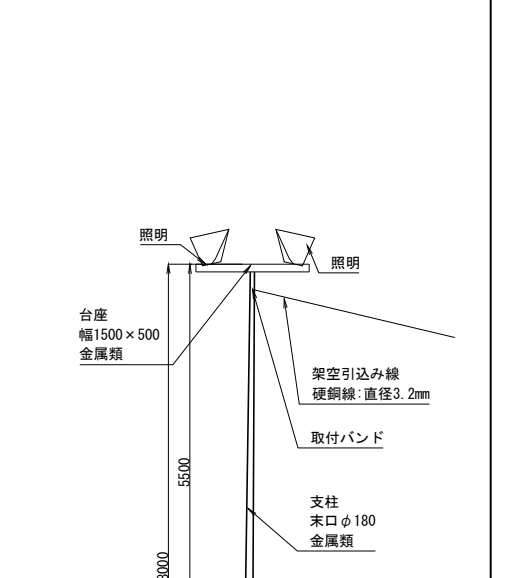 照明
照明
台座
幅1500×500
金属類
架空引込み線
硬銅線:直径3.2mm
取付バンド
5500
支柱
末口φ180
金属類